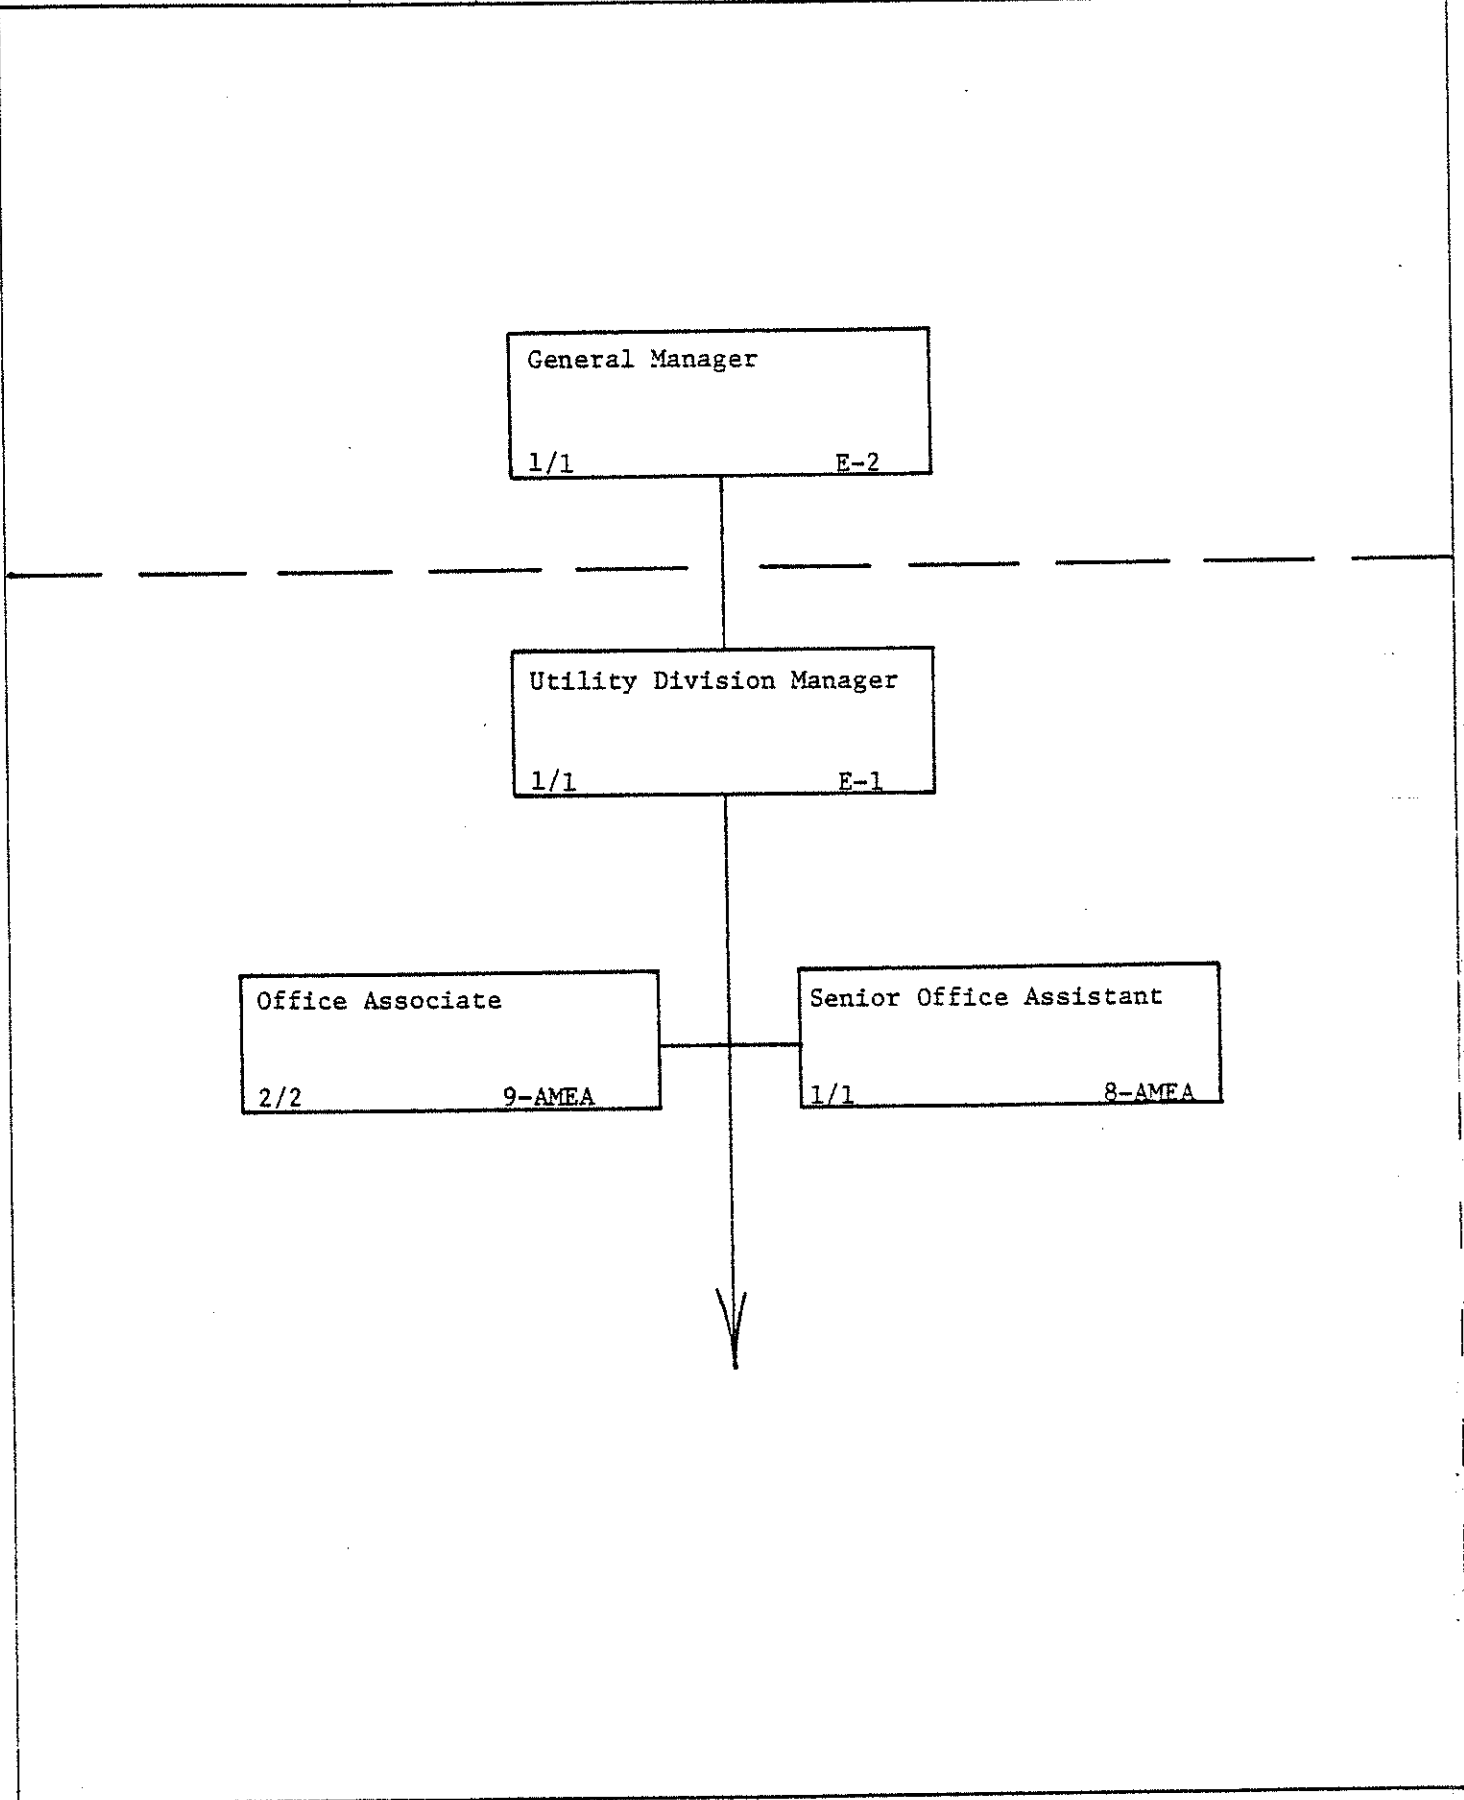 General Manager
1/1 E-2
Utility Division Manager
1/1 E-1
Office Associate
2/2 9-AMEA
Senior Office Assistant
1/1 8-AMEA